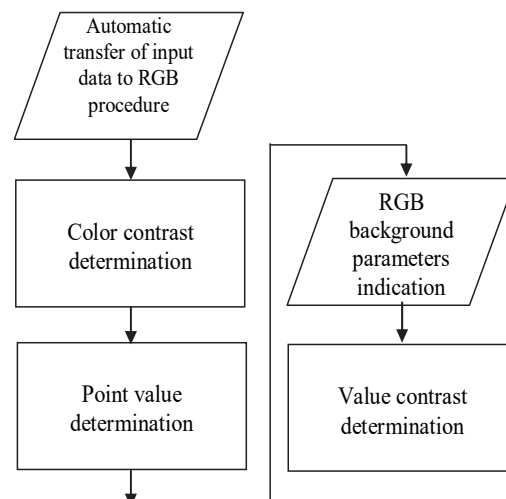 Automatic
transfer of input
data to RGB
procedure
Color contrast
determination
Point value
determination
RGB
background
parameters
indication
Value contrast
determination